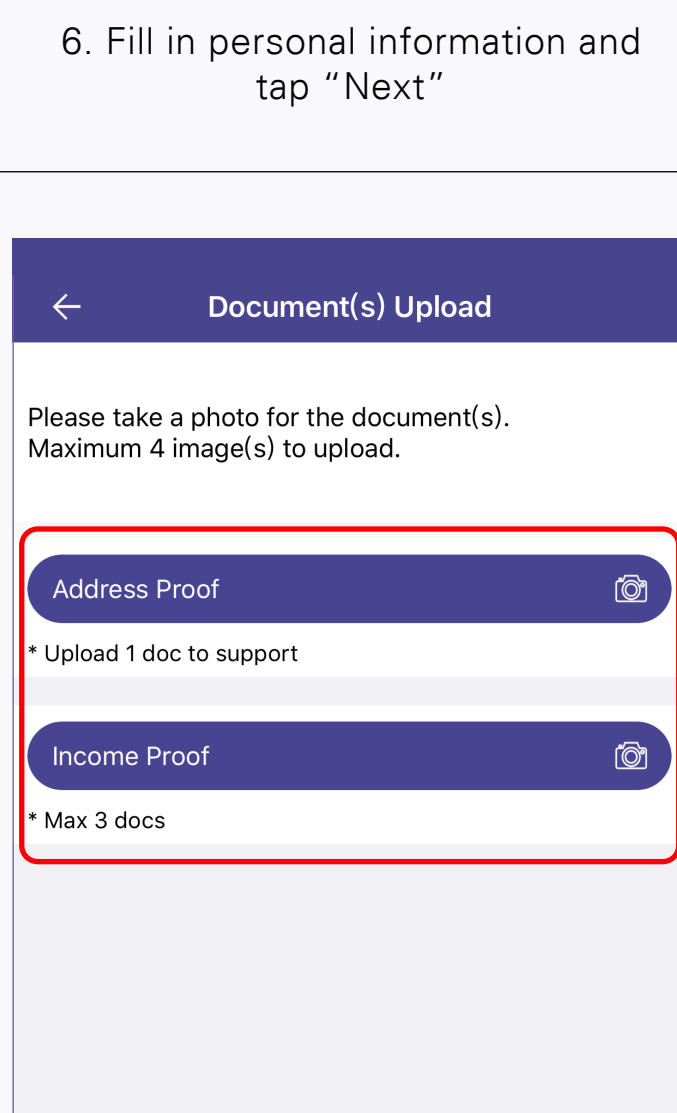 6. Fill in personal information and
tap “Next”
Document(s) Upload
Please take a photo for the document(s).
Maximum 4 image(s) to upload.
Address Proof
* Upload 1 doc to support
Income Proof
* Max 3 docs